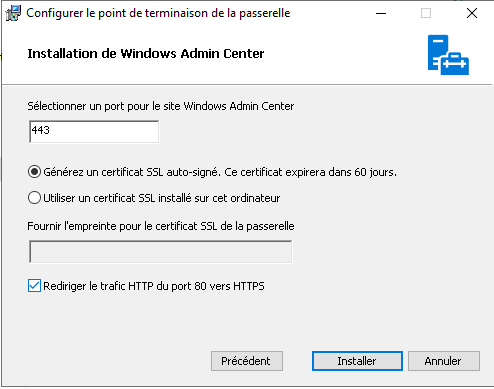 Configurer le point de terminaison de la passerelle
Installation de Windows Admin Center
Sélectionner un port pour le site Windows Admin Center
443
Générez un certificat SSL auto-signé. Ce certificat expirera dans 60 jours.
Utiliser un certificat SSL installé sur cet ordinateur
Fournir l'empreinte pour le certificat SSL de la passerelle
Rediriger le trafic HTTP du port 80 vers HTTPS
Précédent Installer Annuler